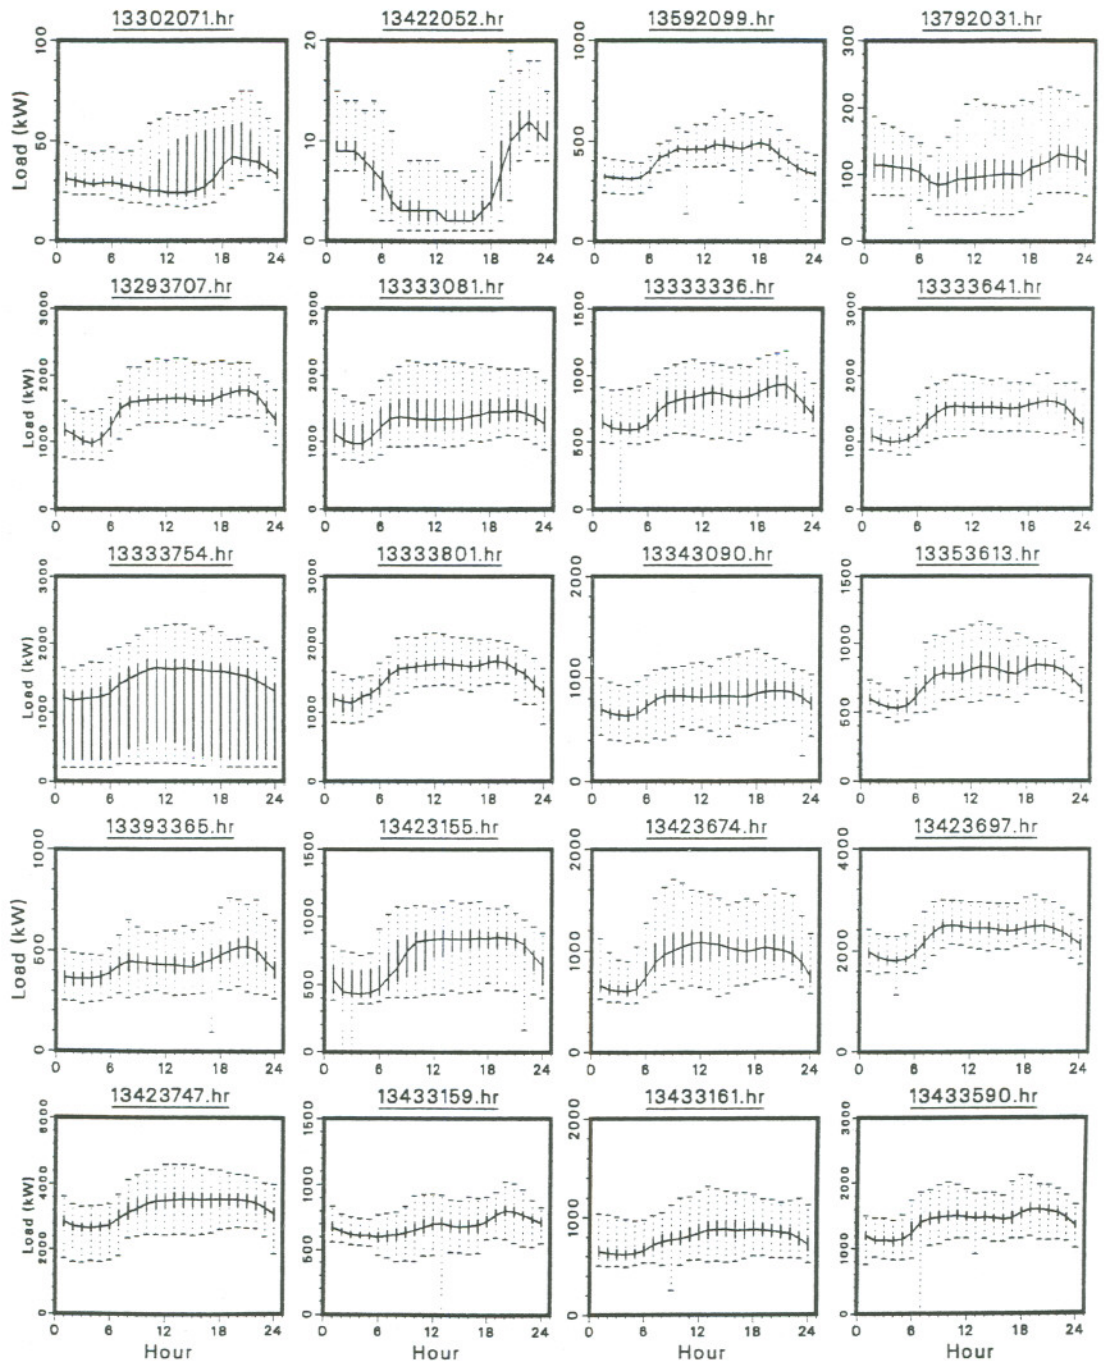 13302071.hr
Load (kW)
0 50 100
0 6 12 18 24
13422052.hr
0 10 20
0 6 12 18 24
13592099.hr
0 500 1000
0 6 12 18 24
13792031.hr
0 100 200 300
0 6 12 18 24
13293707.hr
Load (kW)
0 1000 2000 3000
0 6 12 18 24
13333081.hr
0 1000 2000 3000
0 6 12 18 24
13333336.hr
0 500 1000 1500
0 6 12 18 24
13333641.hr
0 1000 2000 3000
0 6 12 18 24
13333754.hr
Load (kW)
0 1000 2000 3000
0 6 12 18 24
13333801.hr
0 1000 2000 3000
0 6 12 18 24
13343090.hr
0 1000 2000
0 6 12 18 24
13353613.hr
0 500 1000 1500
0 6 12 18 24
13393365.hr
Load (kW)
0 500 1000
0 6 12 18 24
13423155.hr
0 500 1000 1500
0 6 12 18 24
13423674.hr
0 1000 2000
0 6 12 18 24
13423697.hr
0 2000 4000
0 6 12 18 24
13423747.hr
Load (kW)
0 2000 4000 6000
0 6 12 18 24
Hour
13433159.hr
0 500 1000 1500
0 6 12 18 24
Hour
13433161.hr
0 1000 2000
0 6 12 18 24
Hour
13433590.hr
0 1000 2000 3000
0 6 12 18 24
Hour